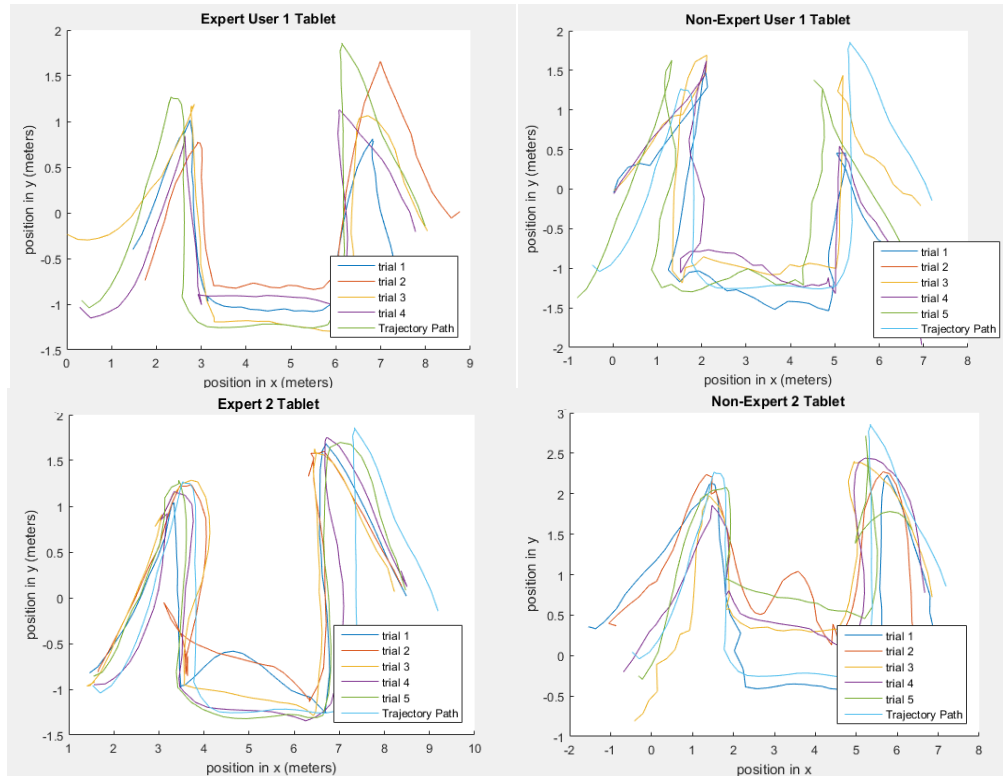 Expert User 1 Tablet
2
1.5
1
0.5
0
-0.5
-1
-1.5
position in y (meters)
0 1 2 3 4 5 6 7 8 9
position in x (meters)
trial 1
trial 2
trial 3
trial 4
Trajectory Path
Non-Expert User 1 Tablet
2
1.5
1
0.5
0
-0.5
-1
-1.5
-2
position in y (meters)
-1 0 1 2 3 4 5 6 7 8
position in x (meters)
trial 1
trial 2
trial 3
trial 4
trial 5
Trajectory Path
Expert 2 Tablet
2
1.5
1
0.5
0
-0.5
-1
-1.5
position in y (meters)
1 2 3 4 5 6 7 8 9 10
position in x (meters)
trial 1
trial 2
trial 3
trial 4
trial 5
Trajectory Path
Non-Expert 2 Tablet
3
2.5
2
1.5
1
0.5
0
-0.5
-1
position in y
-2 -1 0 1 2 3 4 5 6 7 8
position in x
trial 1
trial 2
trial 3
trial 4
trial 5
Trajectory Path